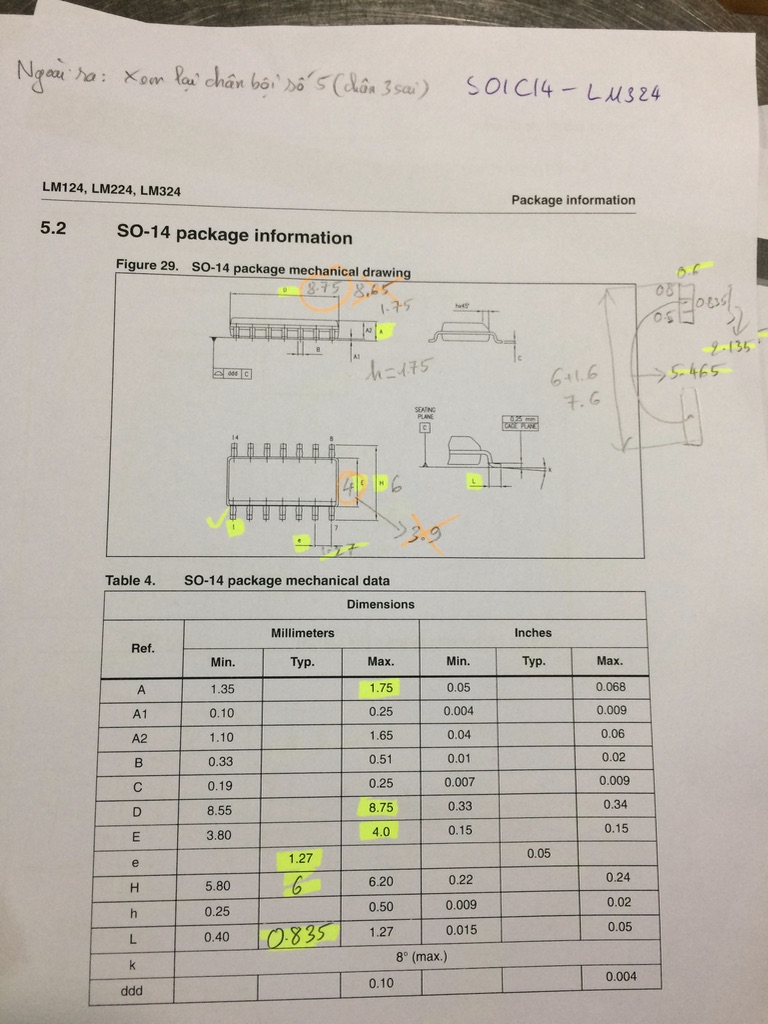 Ngoài ra: Xem lại chân bội số 5 (chân 3 sai) SOIC14 - LM324
LM124, LM224, LM324 Package information
5.2 SO-14 package information
Figure 29. SO-14 package mechanical drawing
D 8.75 8.65
1.75
A2 A
B A1
ddd C
h=1.75
hx45°
C
0.6
0.8
0.835
0.5
2.135
5.465
6+1.6
7.6
SEATING
PLANE
C
0.25 mm
GAGE PLANE
L K
14 8
4 E H 6
1 7
3.9
e 1.27
Table 4. SO-14 package mechanical data
Dimensions
Ref. Millimeters Inches
Min. Typ. Max. Min. Typ. Max.
A 1.35 1.75 0.05 0.068
A1 0.10 0.25 0.004 0.009
A2 1.10 1.65 0.04 0.06
B 0.33 0.51 0.01 0.02
C 0.19 0.25 0.007 0.009
D 8.55 8.75 0.33 0.34
E 3.80 4.0 0.15 0.15
e 1.27 0.05
H 5.80 6 6.20 0.22 0.24
h 0.25 0.50 0.009 0.02
L 0.40 0.835 1.27 0.015 0.05
k 8° (max.)
ddd 0.10 0.004